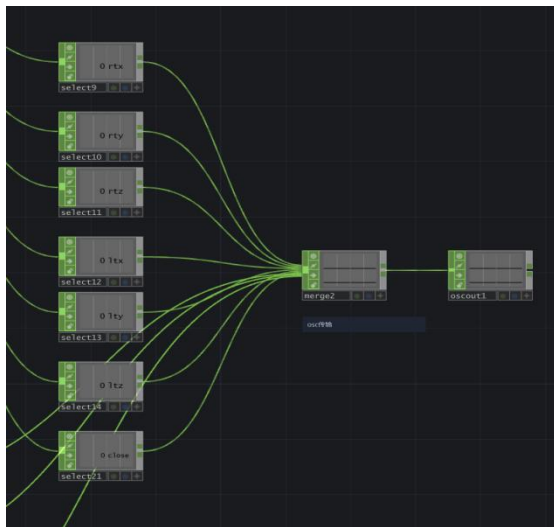 0 rtx
select9
0 rty
select10
0 rtz
select11
0 ltx
select12
0 lty
select13
0 ltz
select14
0 close
select21
merge2
oscout1
osc传输